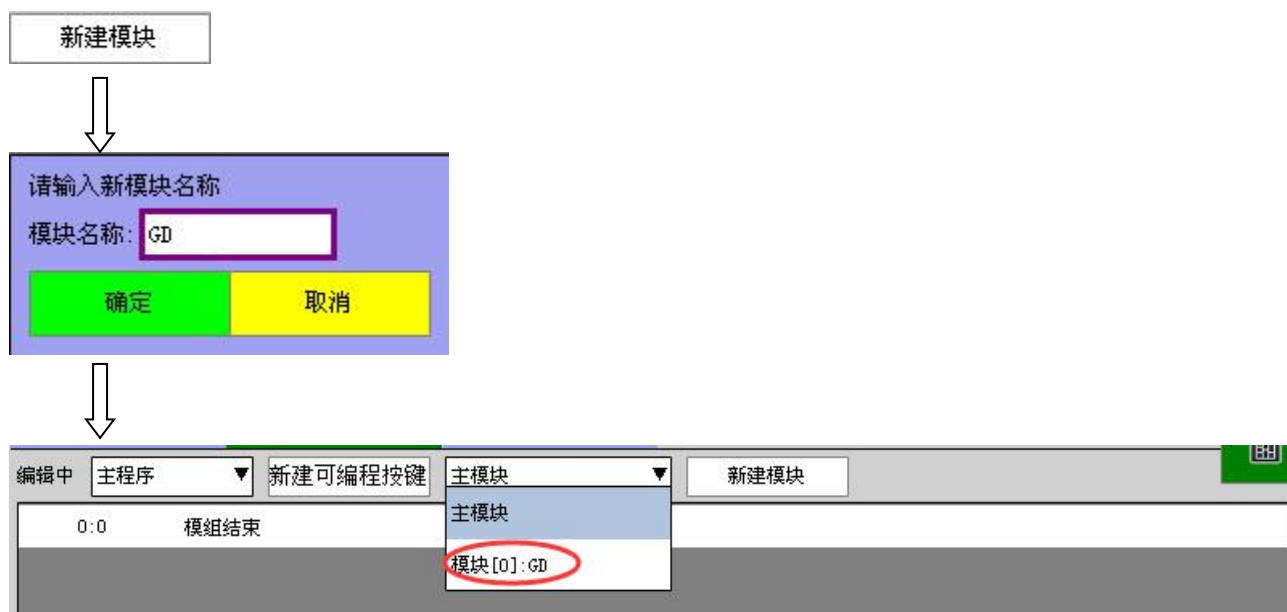 新建模块
请输入新模块名称
模块名称: GD
确定 取消
编辑中 主程序 新建可编程按键 主模块 新建模块
主模块
0:0 模组结束
模块[0]:GD